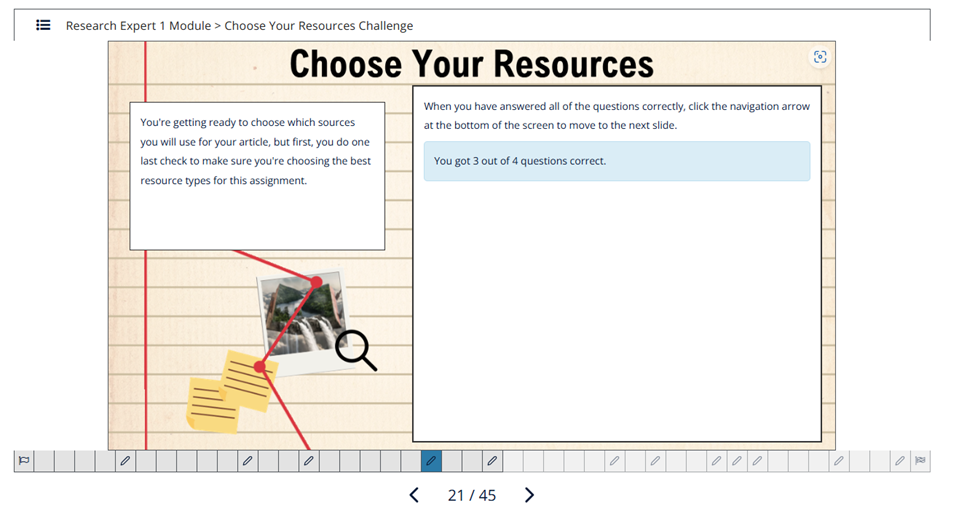 Research Expert 1 Module > Choose Your Resources Challenge
Choose Your Resources
You're getting ready to choose which sources
you will use for your article, but first, you do one
last check to make sure you're choosing the best
resource types for this assignment.
When you have answered all of the questions correctly, click the navigation arrow
at the bottom of the screen to move to the next slide.
You got 3 out of 4 questions correct.
21 / 45